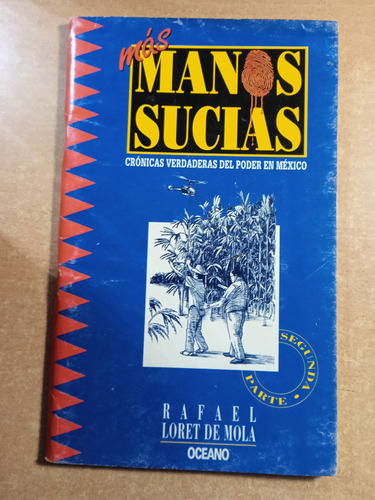 más
MANOS
SUCIAS
CRÓNICAS VERDADERAS DEL PODER EN MÉXICO
SEGUNDA
PARTE •
RAFAEL
LORET DE MOLA
OCEANO